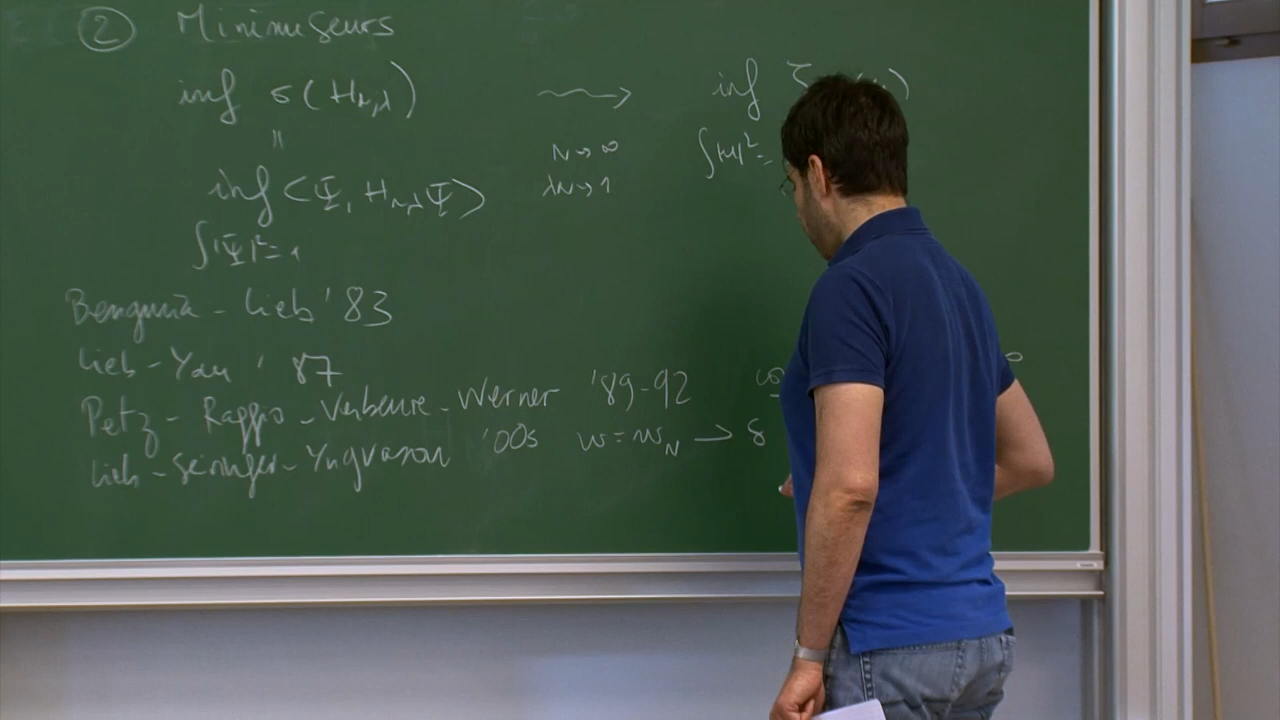 ② Minimiseurs
inf σ(H_{N,λ}) ⇝ inf
"
N→∞
λN→1
∫|u|²=
inf <Ψ, H_{N,λ}Ψ>
∫|Ψ|²=1
Benguria - Lieb '83
Lieb - Yau '87
Petz - Raggio - Verbeure - Werner '89-92
Lieb - Seiringer - Yngvason '00s w = w_N → δ